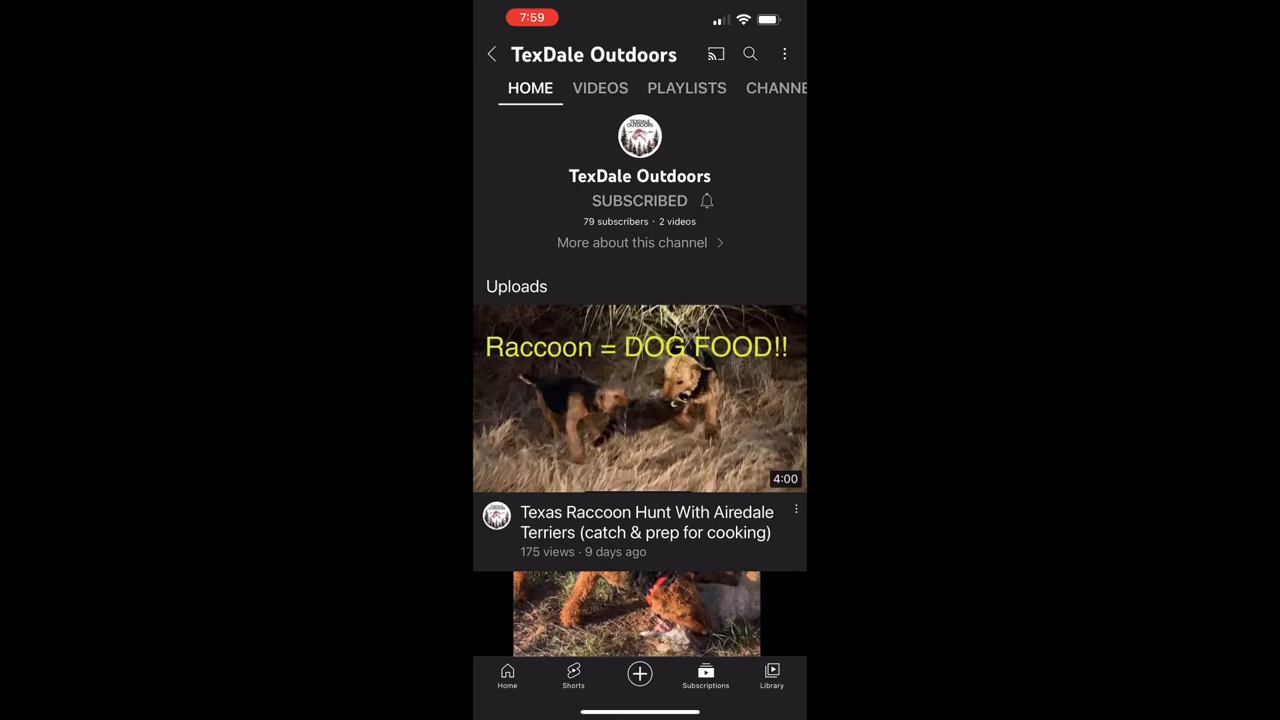 7:59
TexDale Outdoors
HOME VIDEOS PLAYLISTS CHANNE
TEXDALE
OUTDOORS
TexDale Outdoors
SUBSCRIBED
79 subscribers · 2 videos
More about this channel
Uploads
Raccoon = DOG FOOD!!
4:00
Texas Raccoon Hunt With Airedale
Terriers (catch & prep for cooking)
175 views · 9 days ago
Home Shorts Subscriptions Library